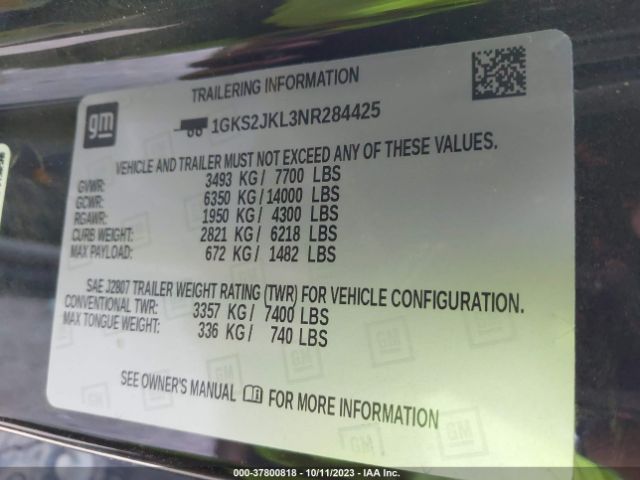 TRAILERING INFORMATION
gm
1GKS2JKL3NR284425
VEHICLE AND TRAILER MUST NOT EXCEED ANY OF THESE VALUES.
GVWR: 3493 KG / 7700 LBS
GCWR: 6350 KG / 14000 LBS
RGAWR: 1950 KG / 4300 LBS
CURB WEIGHT: 2821 KG / 6218 LBS
MAX PAYLOAD: 672 KG / 1482 LBS
SAE J2807 TRAILER WEIGHT RATING (TWR) FOR VEHICLE CONFIGURATION.
CONVENTIONAL TWR: 3357 KG / 7400 LBS
MAX TONGUE WEIGHT: 336 KG / 740 LBS
SEE OWNER'S MANUAL FOR MORE INFORMATION
000-37800818 - 10/11/2023 - IAA Inc.